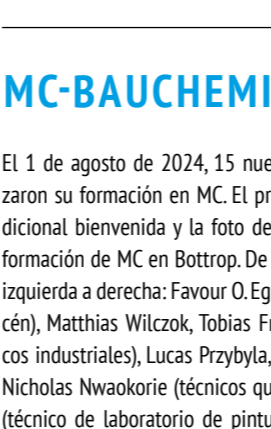 MC-BAUCHEMI
El 1 de agosto de 2024, 15 nue
zaron su formación en MC. El pr
dicional bienvenida y la foto de
formación de MC en Bottrop. De
izquierda a derecha: Favour O. Eg
cén), Matthias Wilczok, Tobias Fr
cos industriales), Lucas Przybyla,
Nicholas Nwaokorie (técnicos qu
(técnico de laboratorio de pintu